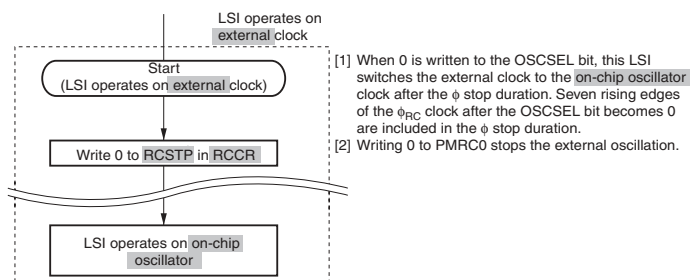 LSI operates on
external clock
Start
(LSI operates on external clock)
Write 0 to RCSTP in RCCR
LSI operates on on-chip
oscillator
[1] When 0 is written to the OSCSEL bit, this LSI
switches the external clock to the on-chip oscillator
clock after the ϕ stop duration. Seven rising edges
of the ϕRC clock after the OSCSEL bit becomes 0
are included in the ϕ stop duration.
[2] Writing 0 to PMRC0 stops the external oscillation.